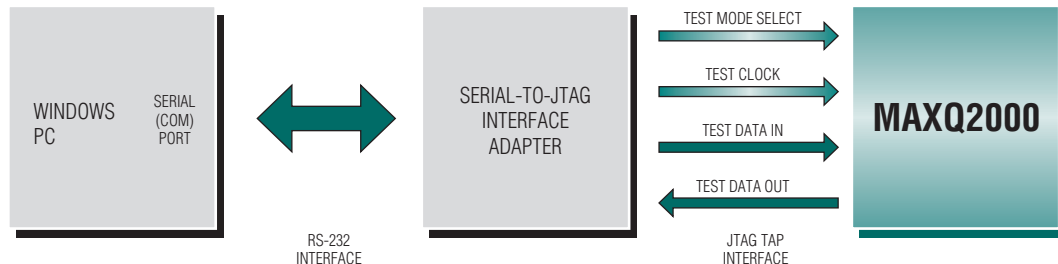 WINDOWS
PC
SERIAL
(COM)
PORT
RS-232
INTERFACE
SERIAL-TO-JTAG
INTERFACE
ADAPTER
TEST MODE SELECT
TEST CLOCK
TEST DATA IN
TEST DATA OUT
JTAG TAP
INTERFACE
MAXQ2000